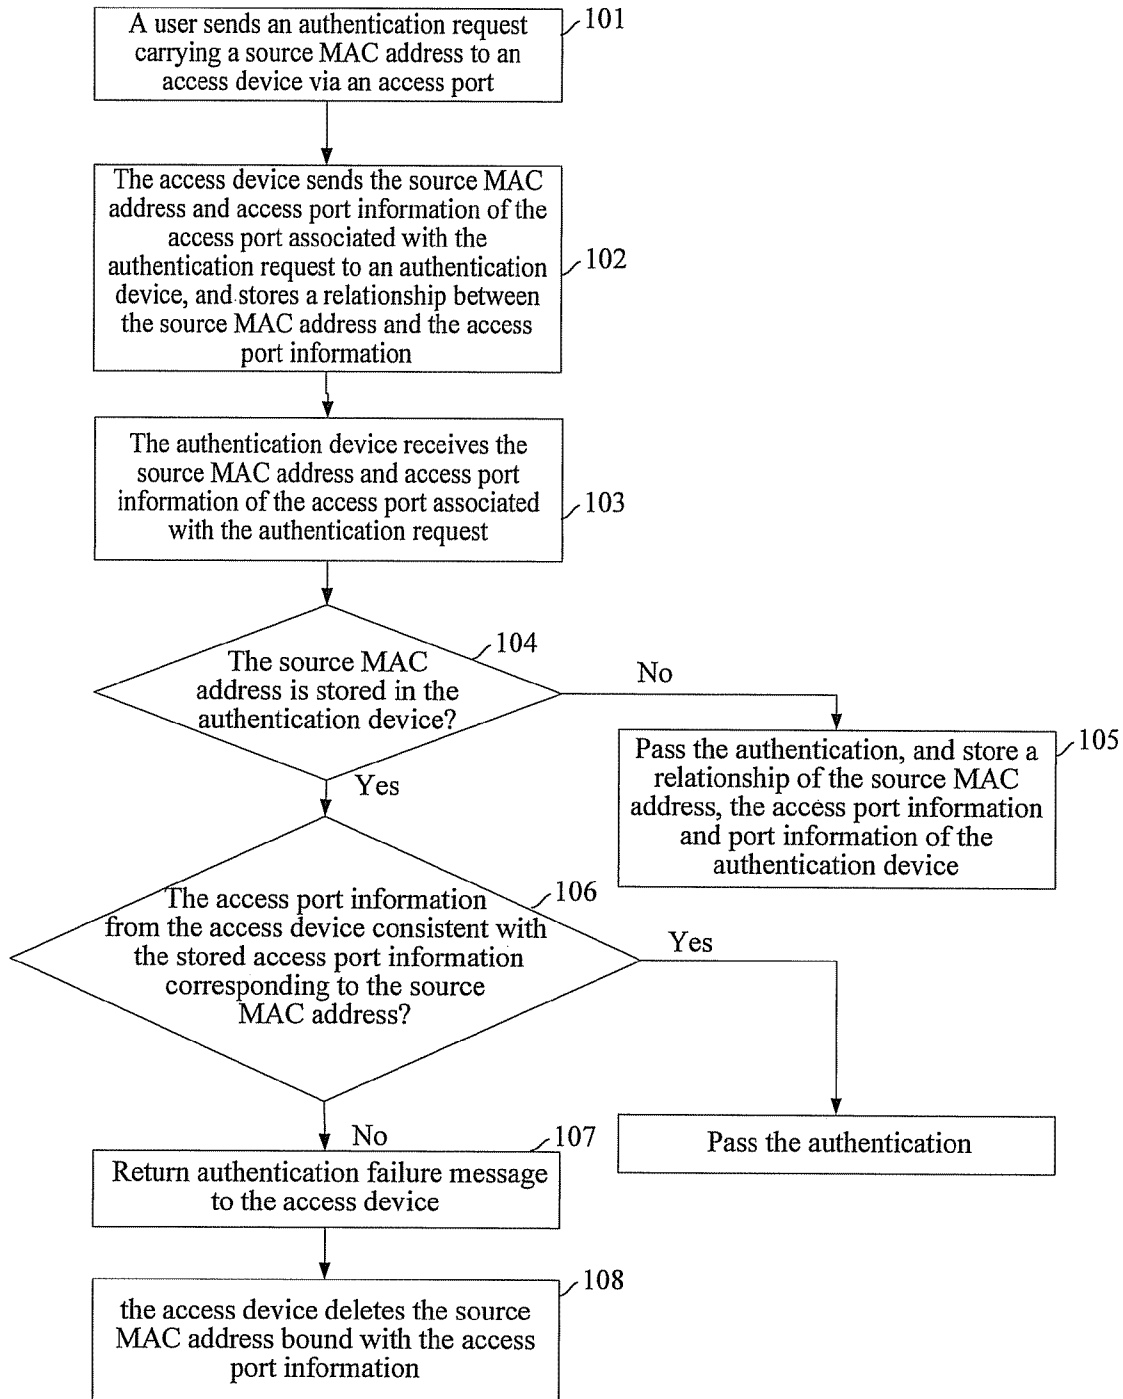 A user sends an authentication request
carrying a source MAC address to an
access device via an access port
101
The access device sends the source MAC
address and access port information of the
access port associated with the
authentication request to an authentication
device, and stores a relationship between
the source MAC address and the access
port information
102
The authentication device receives the
source MAC address and access port
information of the access port associated
with the authentication request
103
The source MAC
address is stored in the
authentication device?
104
No
Yes
Pass the authentication, and store a
relationship of the source MAC
address, the access port information
and port information of the
authentication device
105
The access port information
from the access device consistent with
the stored access port information
corresponding to the source
MAC address?
106
Yes
No
Pass the authentication
Return authentication failure message
to the access device
107
the access device deletes the source
MAC address bound with the access
port information
108